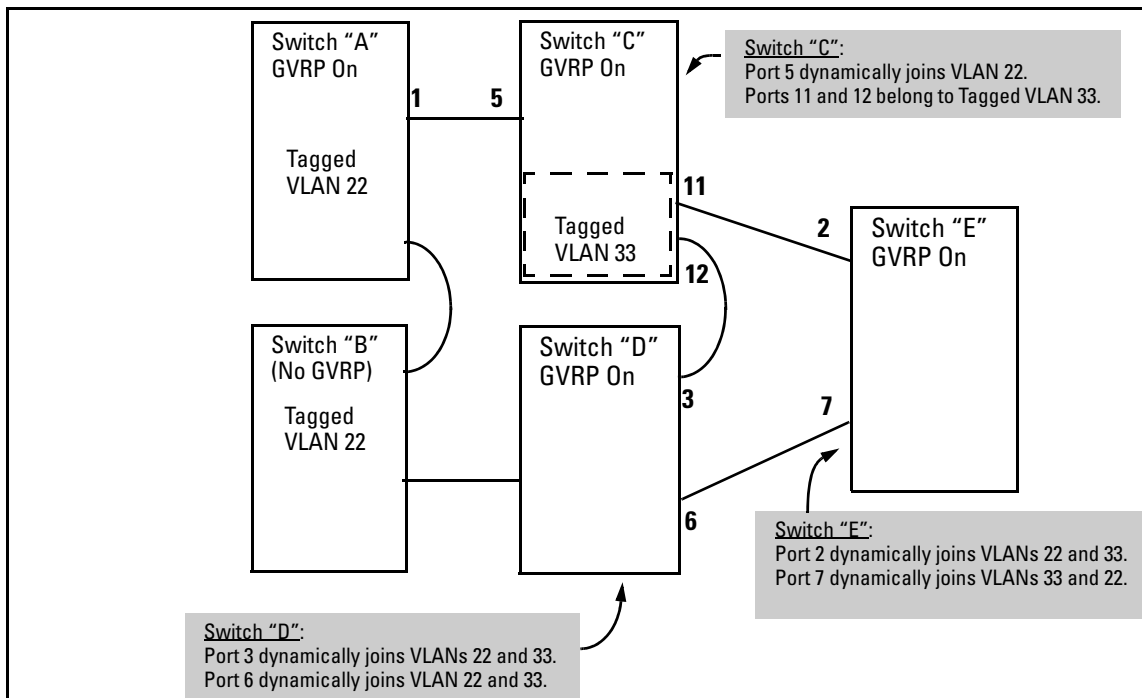 Switch “A”
GVRP On
Tagged
VLAN 22
1
5
Switch “C”
GVRP On
Tagged
VLAN 33
11
12
Switch “C”:
Port 5 dynamically joins VLAN 22.
Ports 11 and 12 belong to Tagged VLAN 33.
2
Switch “E”
GVRP On
Switch “B”
(No GVRP)
Tagged
VLAN 22
Switch “D”
GVRP On
3
6
7
Switch “E”:
Port 2 dynamically joins VLANs 22 and 33.
Port 7 dynamically joins VLANs 33 and 22.
Switch “D”:
Port 3 dynamically joins VLANs 22 and 33.
Port 6 dynamically joins VLAN 22 and 33.